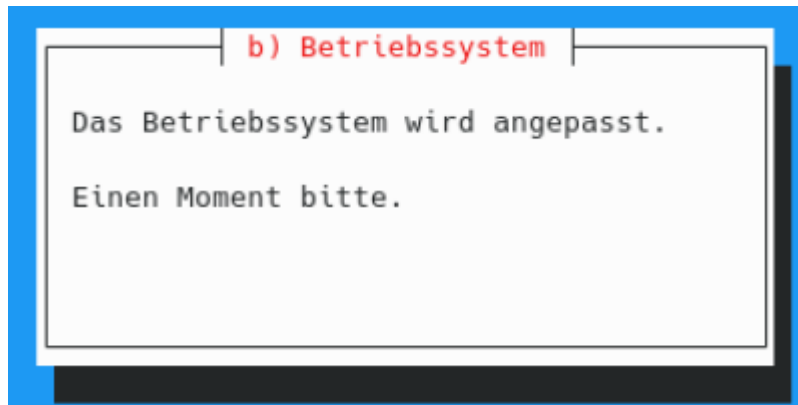 b) Betriebssystem
Das Betriebssystem wird angepasst.
Einen Moment bitte.